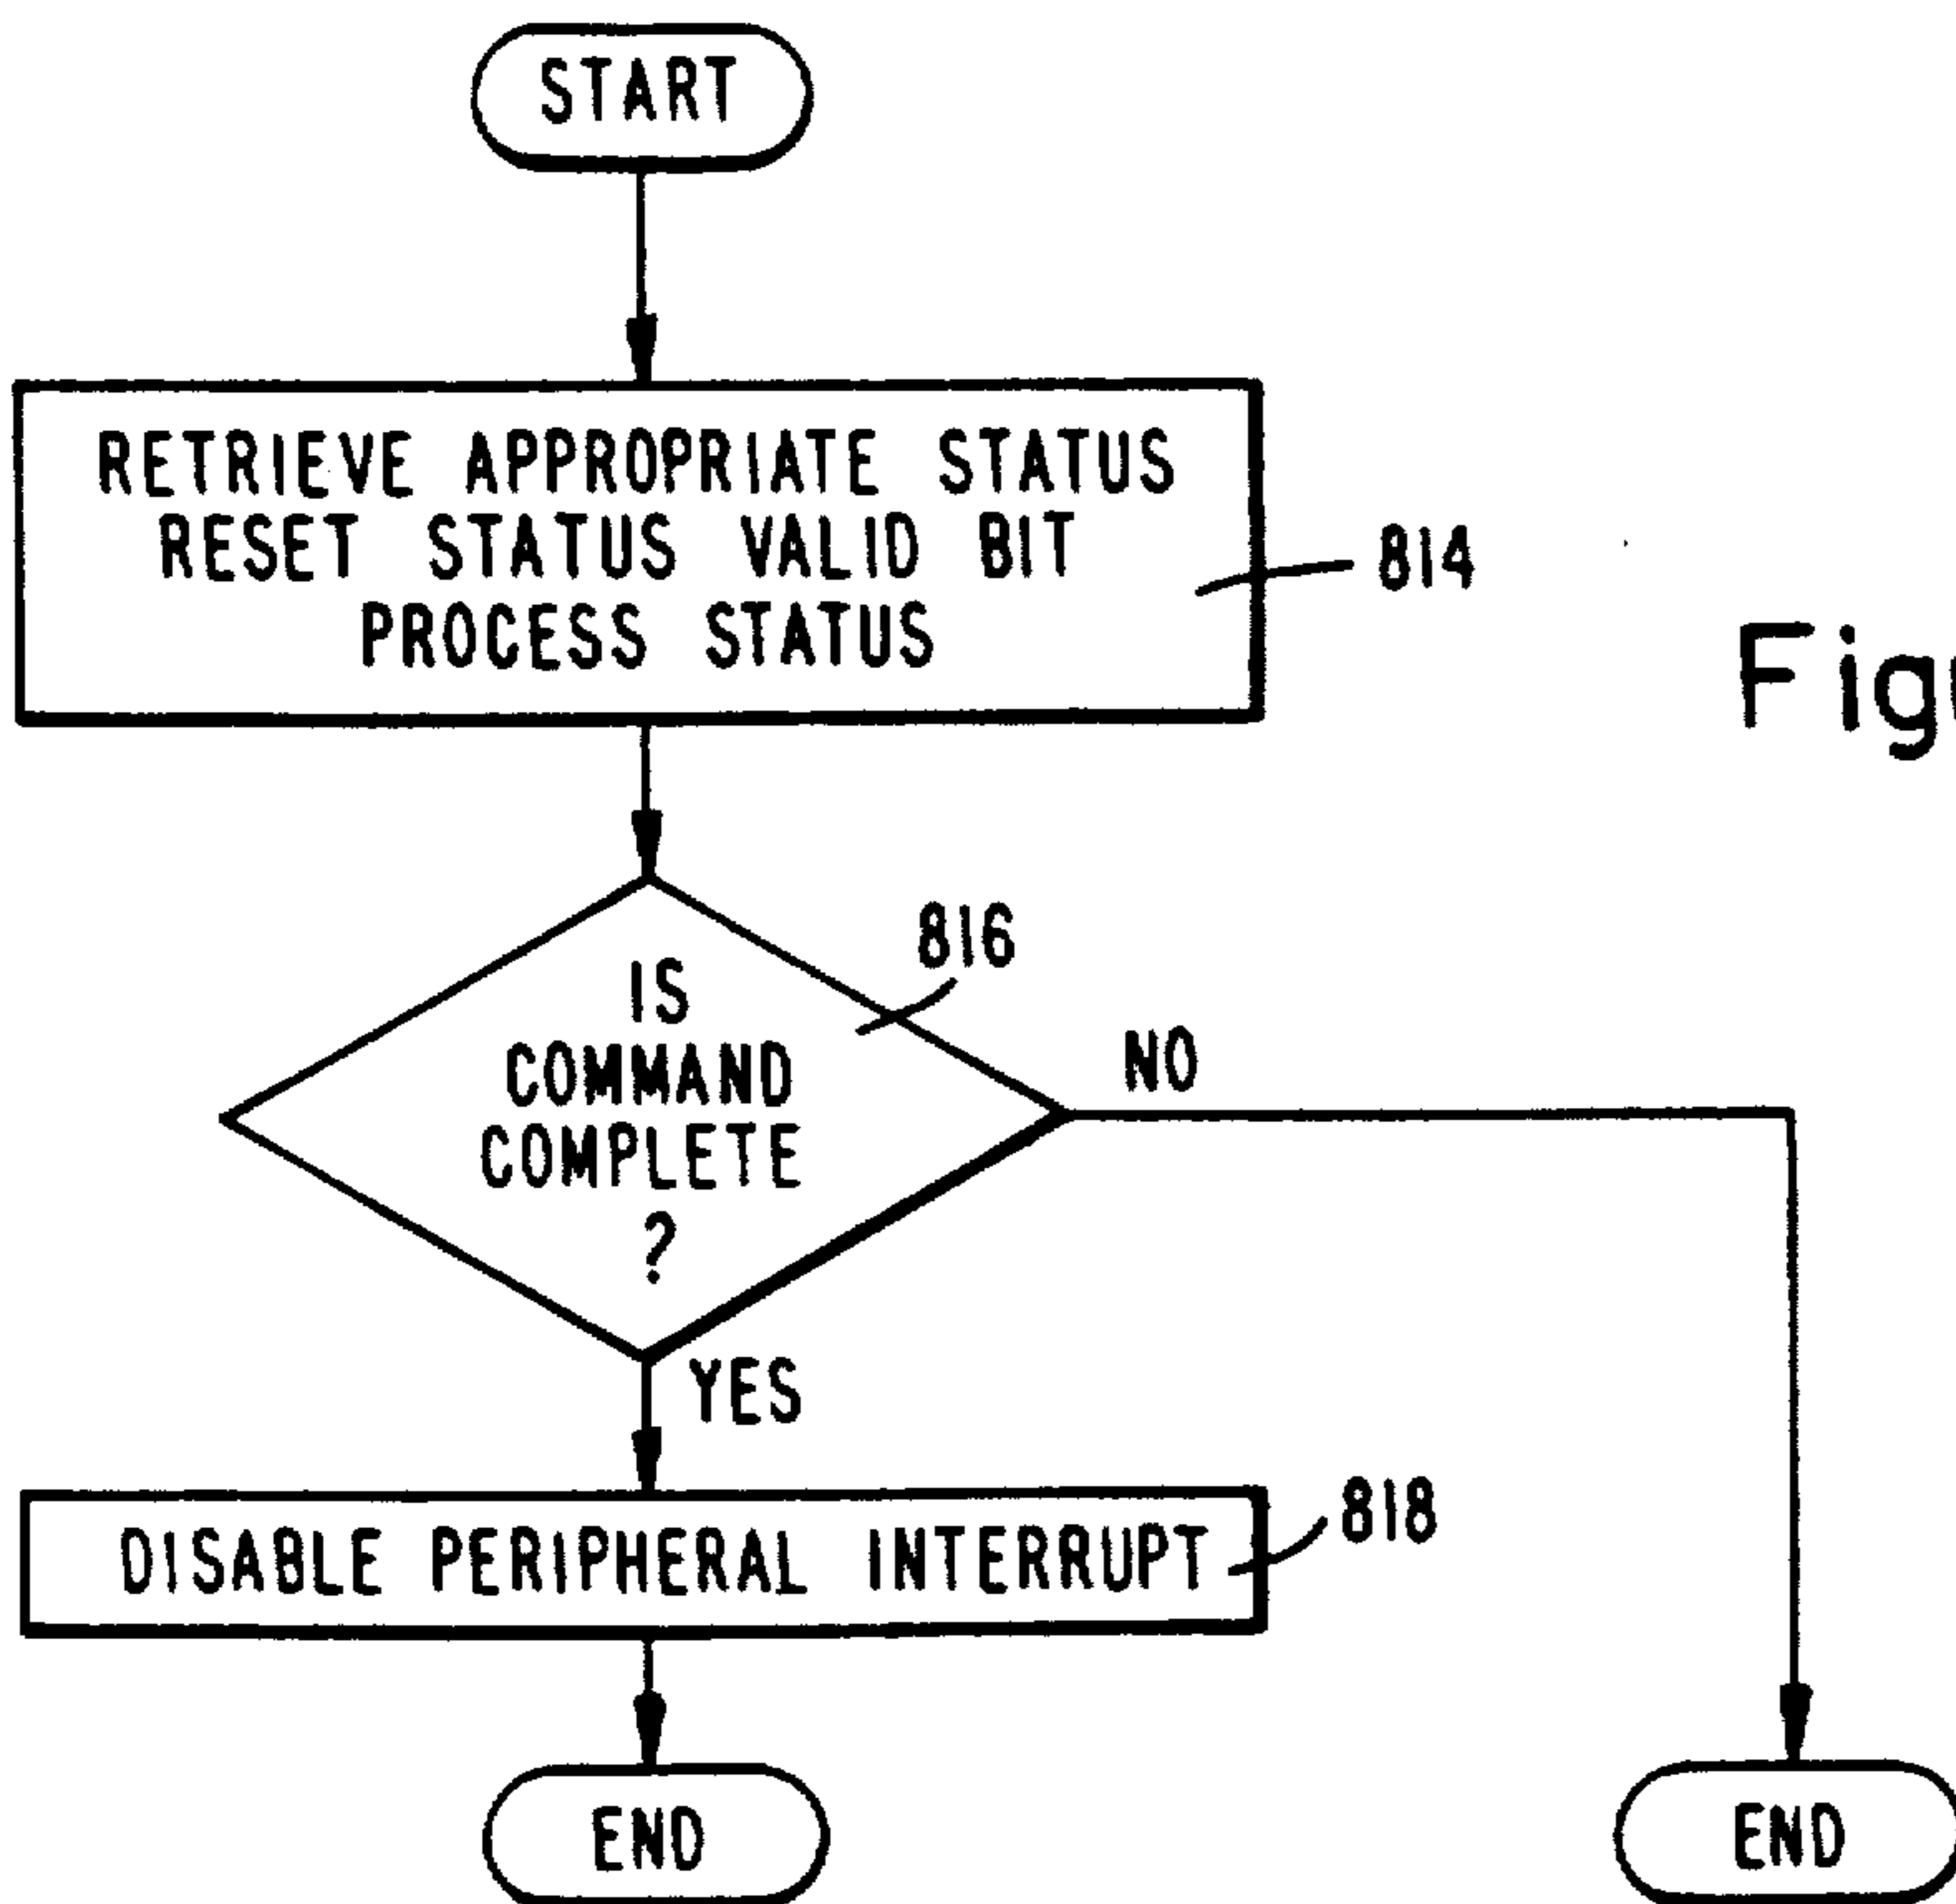 START
RETRIEVE APPROPRIATE STATUS
RESET STATUS VALID BIT
PROCESS STATUS
814
816
IS
COMMAND
COMPLETE
?
NO
YES
DISABLE PERIPHERAL INTERRUPT
818
END
END